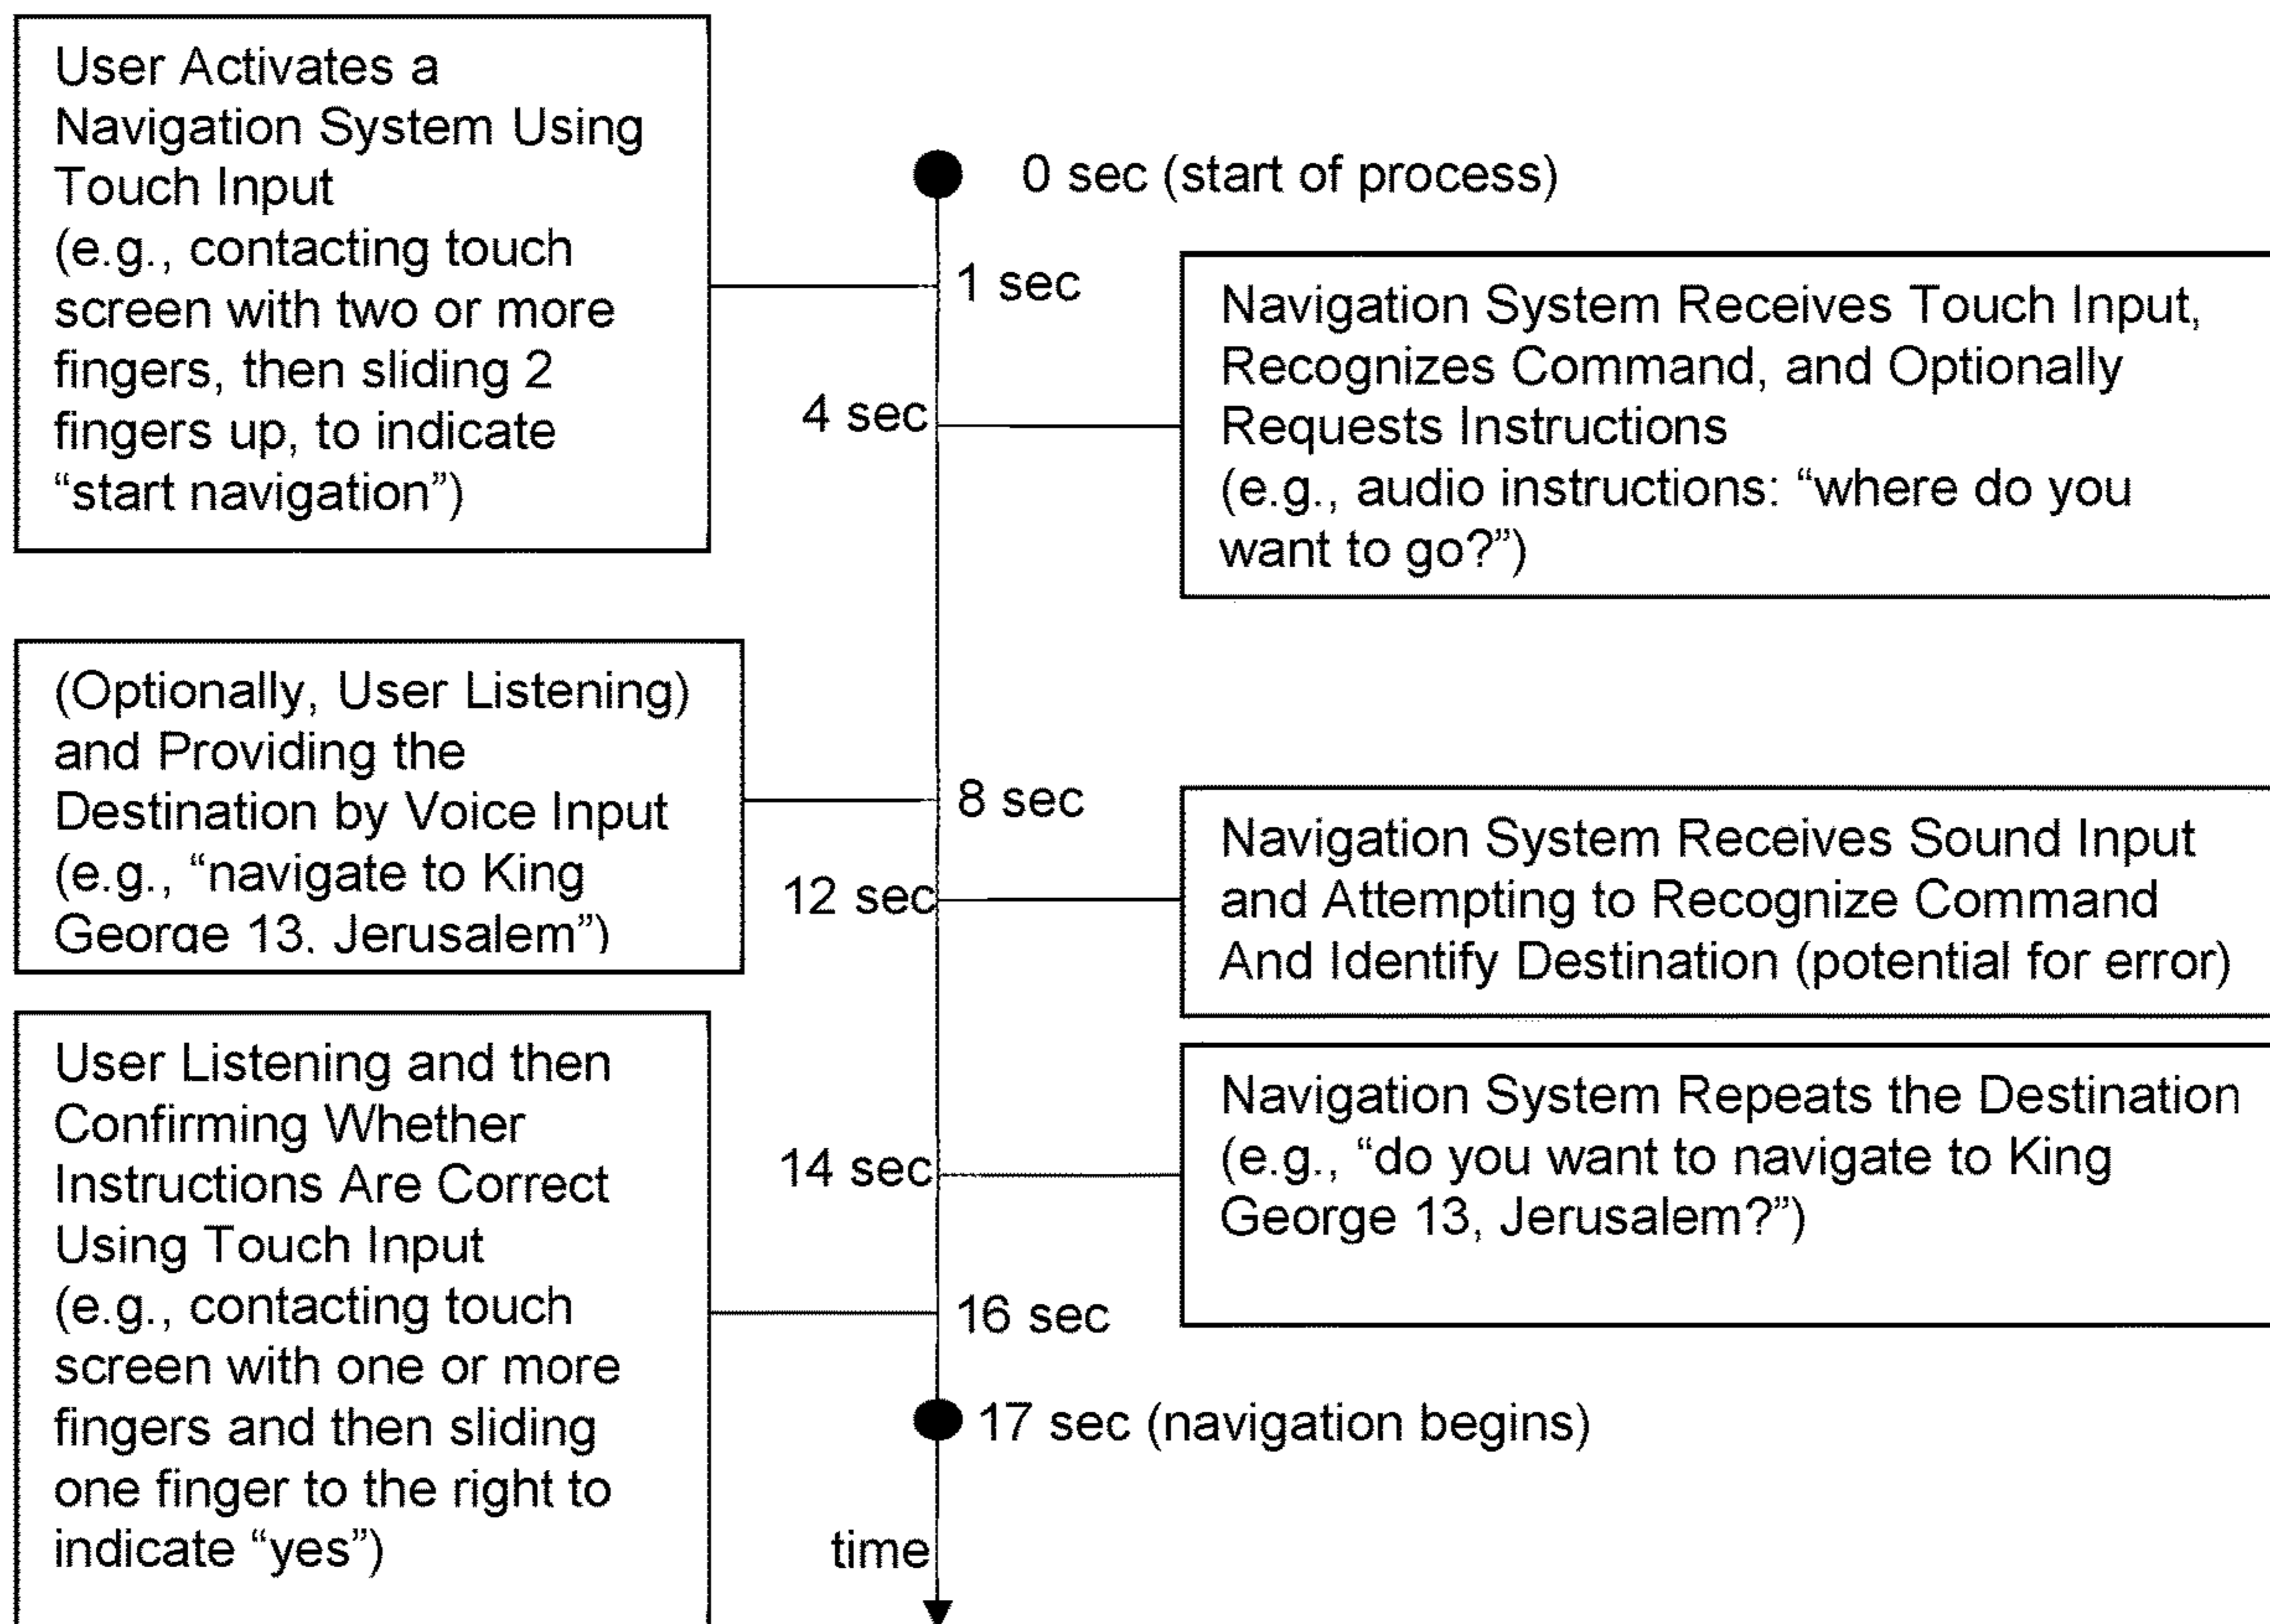 User Activates a
Navigation System Using
Touch Input
(e.g., contacting touch
screen with two or more
fingers, then sliding 2
fingers up, to indicate
“start navigation”)
0 sec (start of process)
1 sec
Navigation System Receives Touch Input,
Recognizes Command, and Optionally
Requests Instructions
(e.g., audio instructions: “where do you
want to go?”)
4 sec
(Optionally, User Listening)
and Providing the
Destination by Voice Input
(e.g., “navigate to King
George 13, Jerusalem”)
8 sec
12 sec
Navigation System Receives Sound Input
and Attempting to Recognize Command
And Identify Destination (potential for error)
14 sec
Navigation System Repeats the Destination
(e.g., “do you want to navigate to King
George 13, Jerusalem?”)
User Listening and then
Confirming Whether
Instructions Are Correct
Using Touch Input
(e.g., contacting touch
screen with one or more
fingers and then sliding
one finger to the right to
indicate “yes”)
16 sec
17 sec (navigation begins)
time